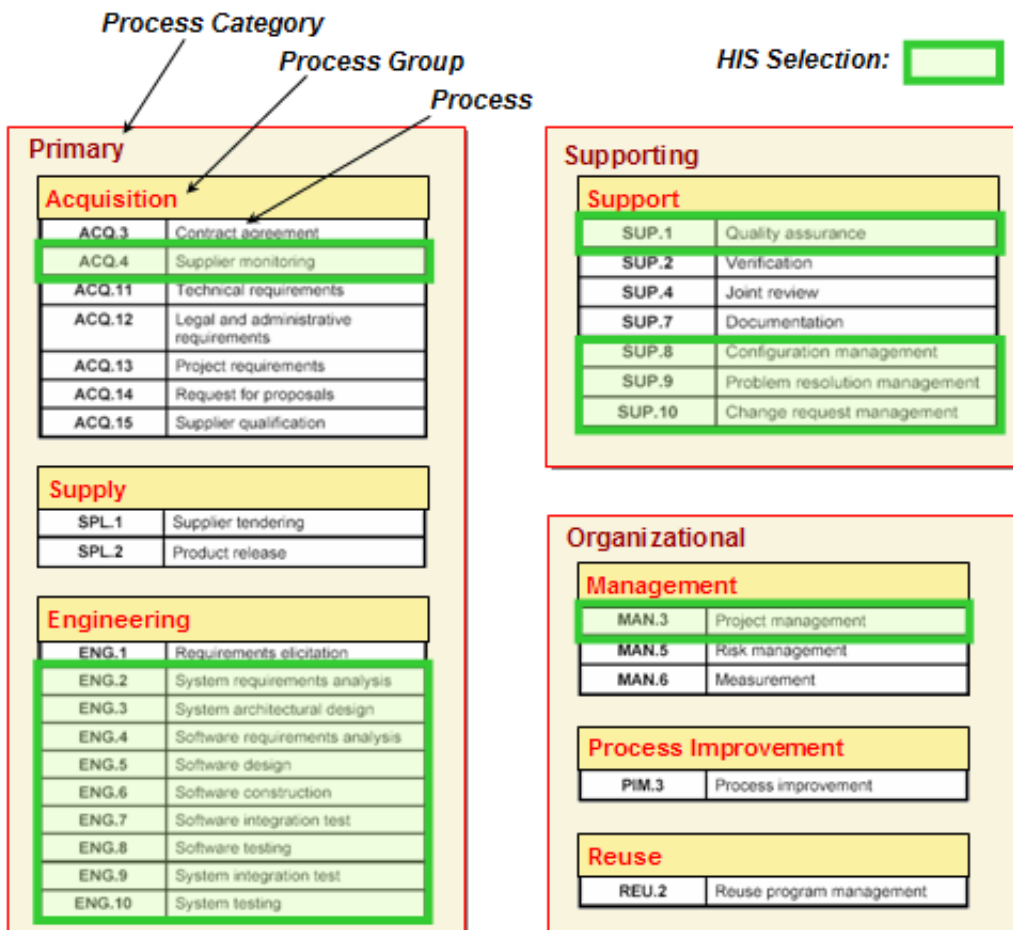 Process Category
Process Group
Process
HIS Selection:
Primary
Acquisition
ACQ.3 Contract agreement
ACQ.4 Supplier monitoring
ACQ.11 Technical requirements
ACQ.12 Legal and administrative
requirements
ACQ.13 Project requirements
ACQ.14 Request for proposals
ACQ.15 Supplier qualification
Supply
SPL.1 Supplier tendering
SPL.2 Product release
Engineering
ENG.1 Requirements elicitation
ENG.2 System requirements analysis
ENG.3 System architectural design
ENG.4 Software requirements analysis
ENG.5 Software design
ENG.6 Software construction
ENG.7 Software integration test
ENG.8 Software testing
ENG.9 System integration test
ENG.10 System testing
Supporting
Support
SUP.1 Quality assurance
SUP.2 Verification
SUP.4 Joint review
SUP.7 Documentation
SUP.8 Configuration management
SUP.9 Problem resolution management
SUP.10 Change request management
Organizational
Management
MAN.3 Project management
MAN.5 Risk management
MAN.6 Measurement
Process Improvement
PIM.3 Process improvement
Reuse
REU.2 Reuse program management